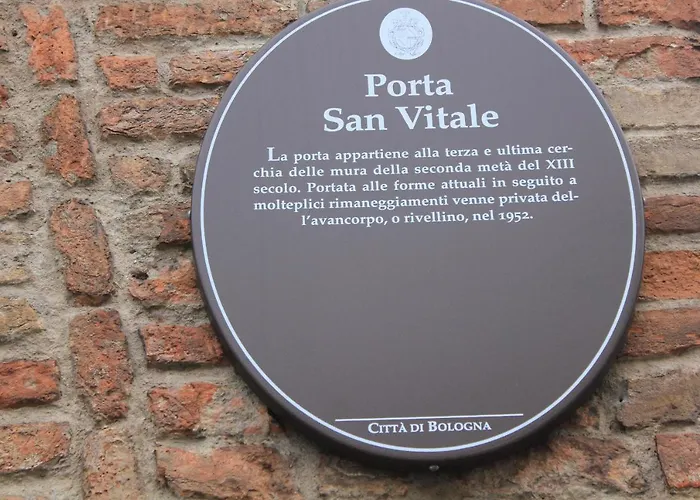 Porta
San Vitale
La porta appartiene alla terza e ultima cer-
chia delle mura della seconda metà del XIII
secolo. Portata alle forme attuali in seguito a
molteplici rimaneggiamenti venne privata del-
l'avancorpo, o rivellino, nel 1952.
CITTÀ DI BOLOGNA